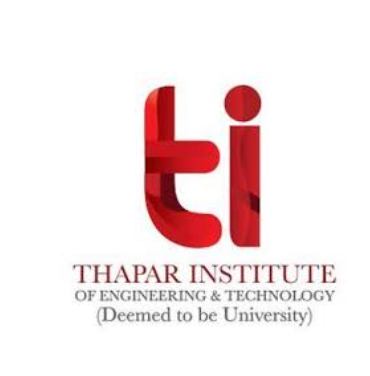 ti
THAPAR INSTITUTE
OF ENGINEERING & TECHNOLOGY
(Deemed to be University)